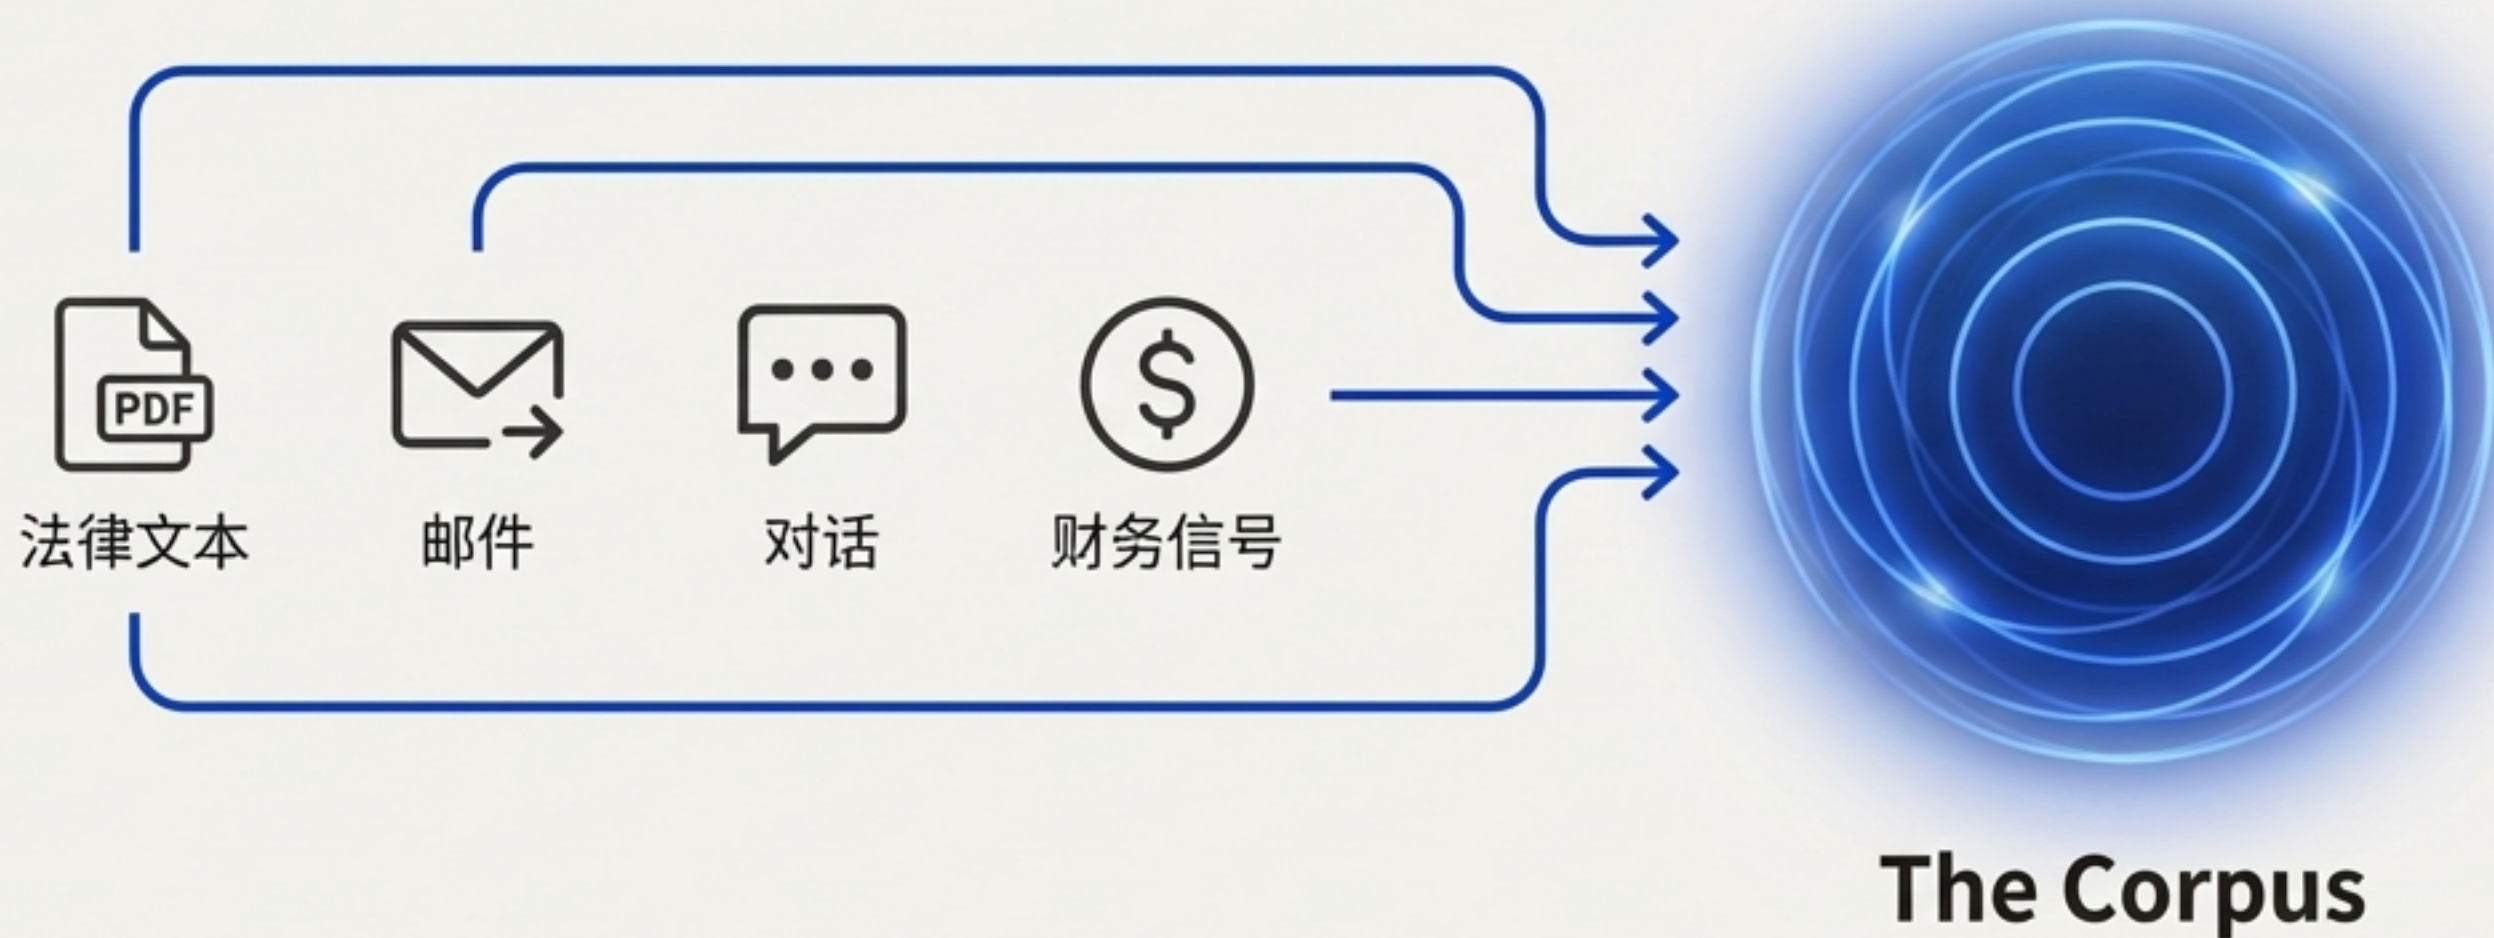 PDF
法律文本
邮件
对话
$
财务信号
The Corpus